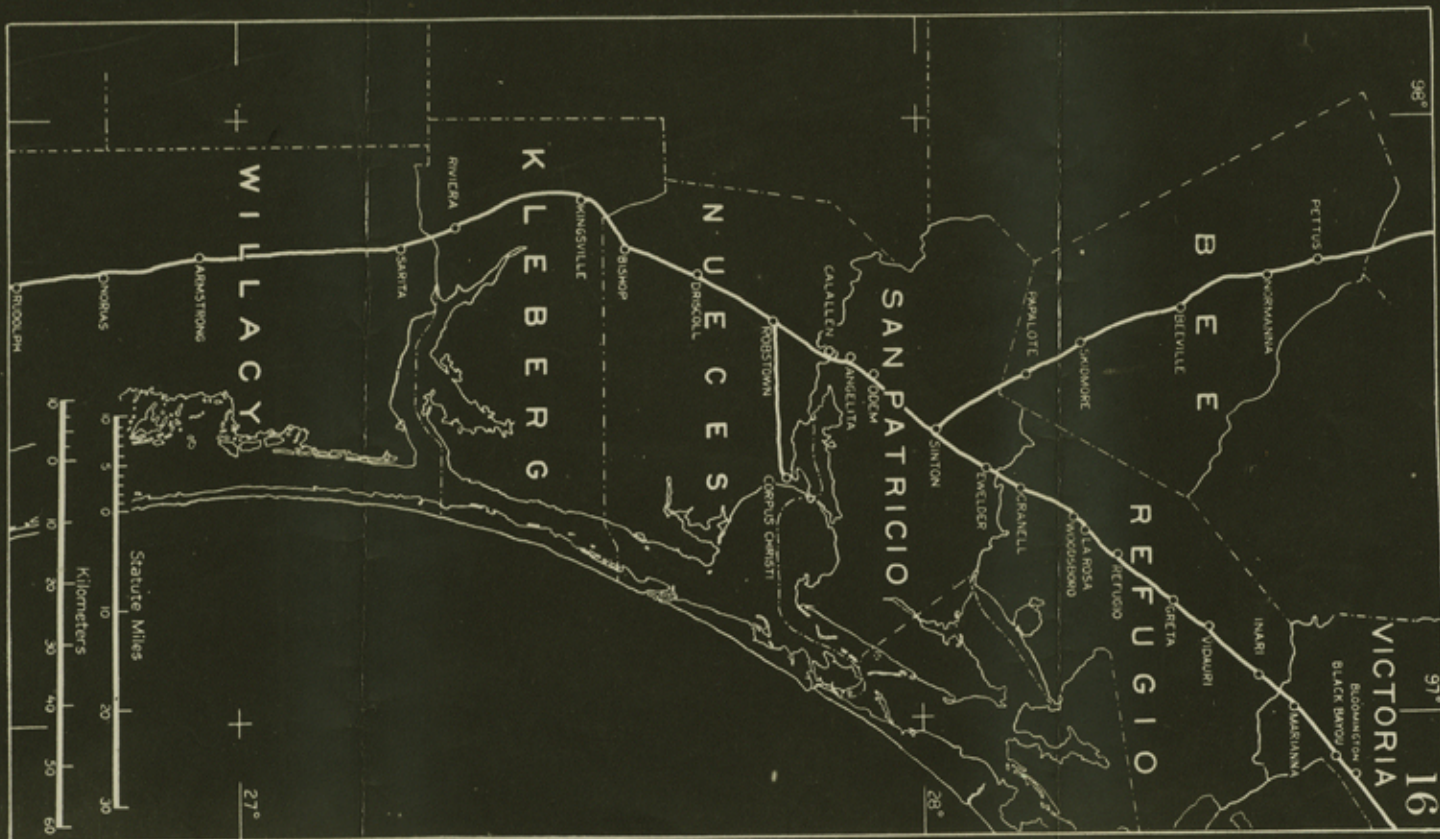 16
98°
97°
VICTORIA
BLOOMINGTON
BLACK BAYOU
MARIANNA
INARI
VIDAURI
GRETA
REFUGIO
REFUGIO
LA ROSA
WOODSBORO
CRANELL
EWELDER
SINTON
BEE
PETTUS
NORMANNA
BEEVILLE
SKIDMORE
PAPALOTE
28°
SAN PATRICIO
ODEM
ANGELITA
CALALLEN
ROBSTOWN
CORPUS CHRISTI
NUECES
DRISCOLL
BISHOP
KLEBERG
KINGSVILLE
RIVIERA
SARITA
27°
WILLACY
ARMSTRONG
NORIAS
RUDOLPH
10 5 0 10 20 30
Statute Miles
Kilometers
10 0 10 20 30 40 50 60